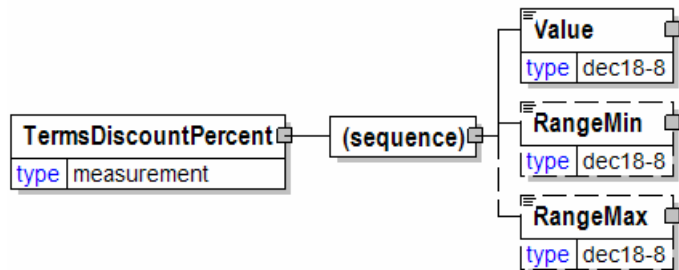 Value
type dec18-8
TermsDiscountPercent
type measurement
(sequence)
RangeMin
type dec18-8
RangeMax
type dec18-8